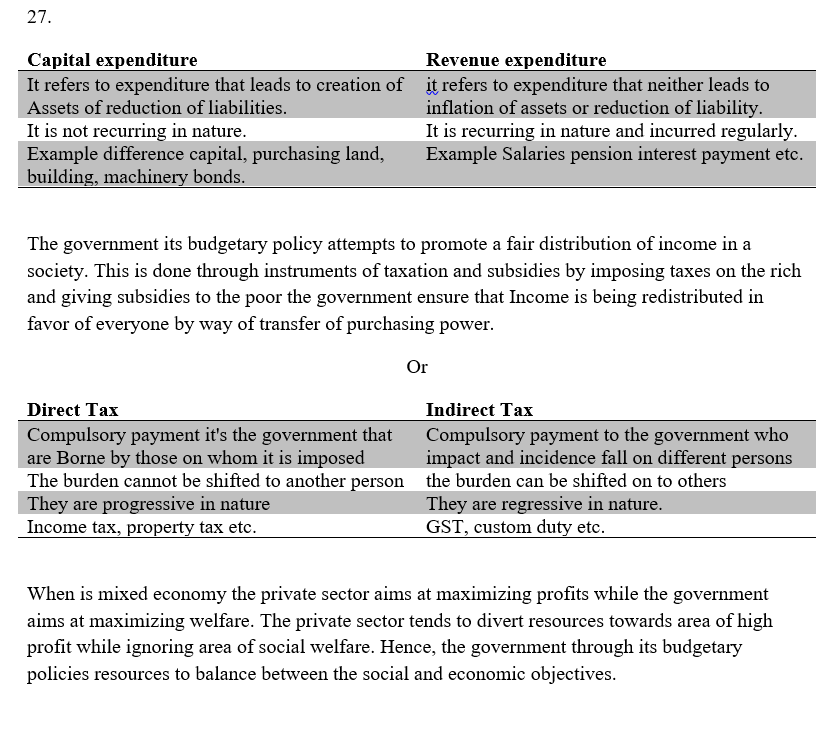 27.
Capital expenditure Revenue expenditure
It refers to expenditure that leads to creation of it refers to expenditure that neither leads to
Assets of reduction of liabilities. inflation of assets or reduction of liability.
It is not recurring in nature. It is recurring in nature and incurred regularly.
Example difference capital, purchasing land, Example Salaries pension interest payment etc.
building, machinery bonds.
The government its budgetary policy attempts to promote a fair distribution of income in a
society. This is done through instruments of taxation and subsidies by imposing taxes on the rich
and giving subsidies to the poor the government ensure that Income is being redistributed in
favor of everyone by way of transfer of purchasing power.
Or
Direct Tax Indirect Tax
Compulsory payment it's the government that Compulsory payment to the government who
are Borne by those on whom it is imposed impact and incidence fall on different persons
The burden cannot be shifted to another person the burden can be shifted on to others
They are progressive in nature They are regressive in nature.
Income tax, property tax etc. GST, custom duty etc.
When is mixed economy the private sector aims at maximizing profits while the government
aims at maximizing welfare. The private sector tends to divert resources towards area of high
profit while ignoring area of social welfare. Hence, the government through its budgetary
policies resources to balance between the social and economic objectives.